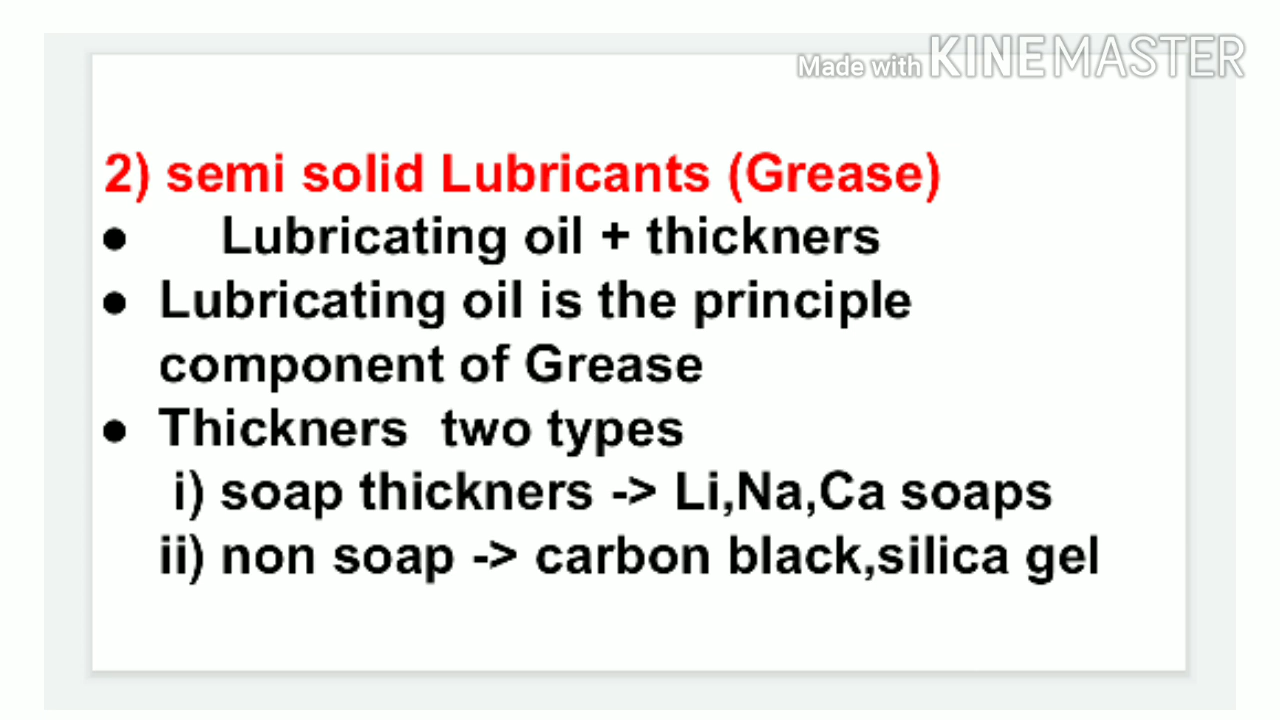 Made with KINEMASTER
2) semi solid Lubricants (Grease)
● Lubricating oil + thickners
● Lubricating oil is the principle
component of Grease
● Thickners two types
i) soap thickners -> Li,Na,Ca soaps
ii) non soap -> carbon black,silica gel